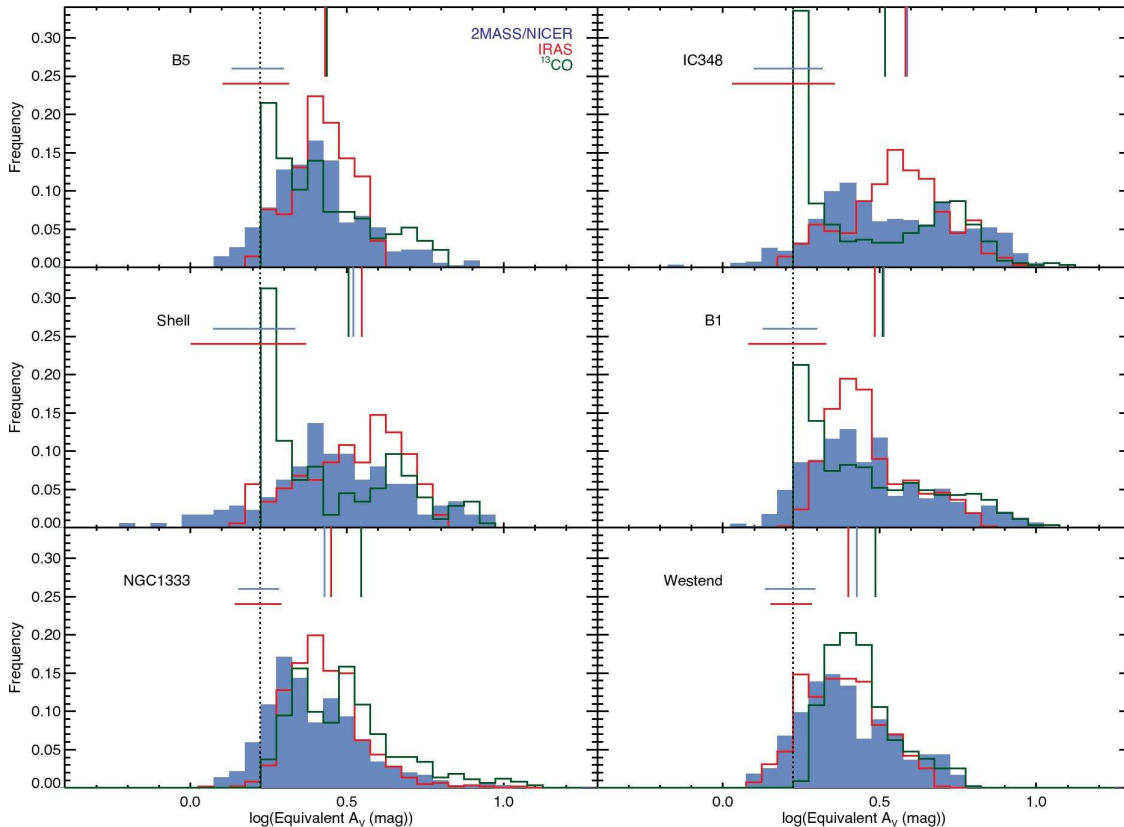 B5
2MASS/NICER
IRAS
¹³CO
IC348
Frequency
0.30
0.25
0.20
0.15
0.10
0.05
0.00
Shell
B1
Frequency
0.30
0.25
0.20
0.15
0.10
0.05
0.00
NGC1333
Westend
Frequency
0.30
0.25
0.20
0.15
0.10
0.05
0.00
0.0 0.5 1.0 0.0 0.5 1.0
log(Equivalent A_V (mag)) log(Equivalent A_V (mag))